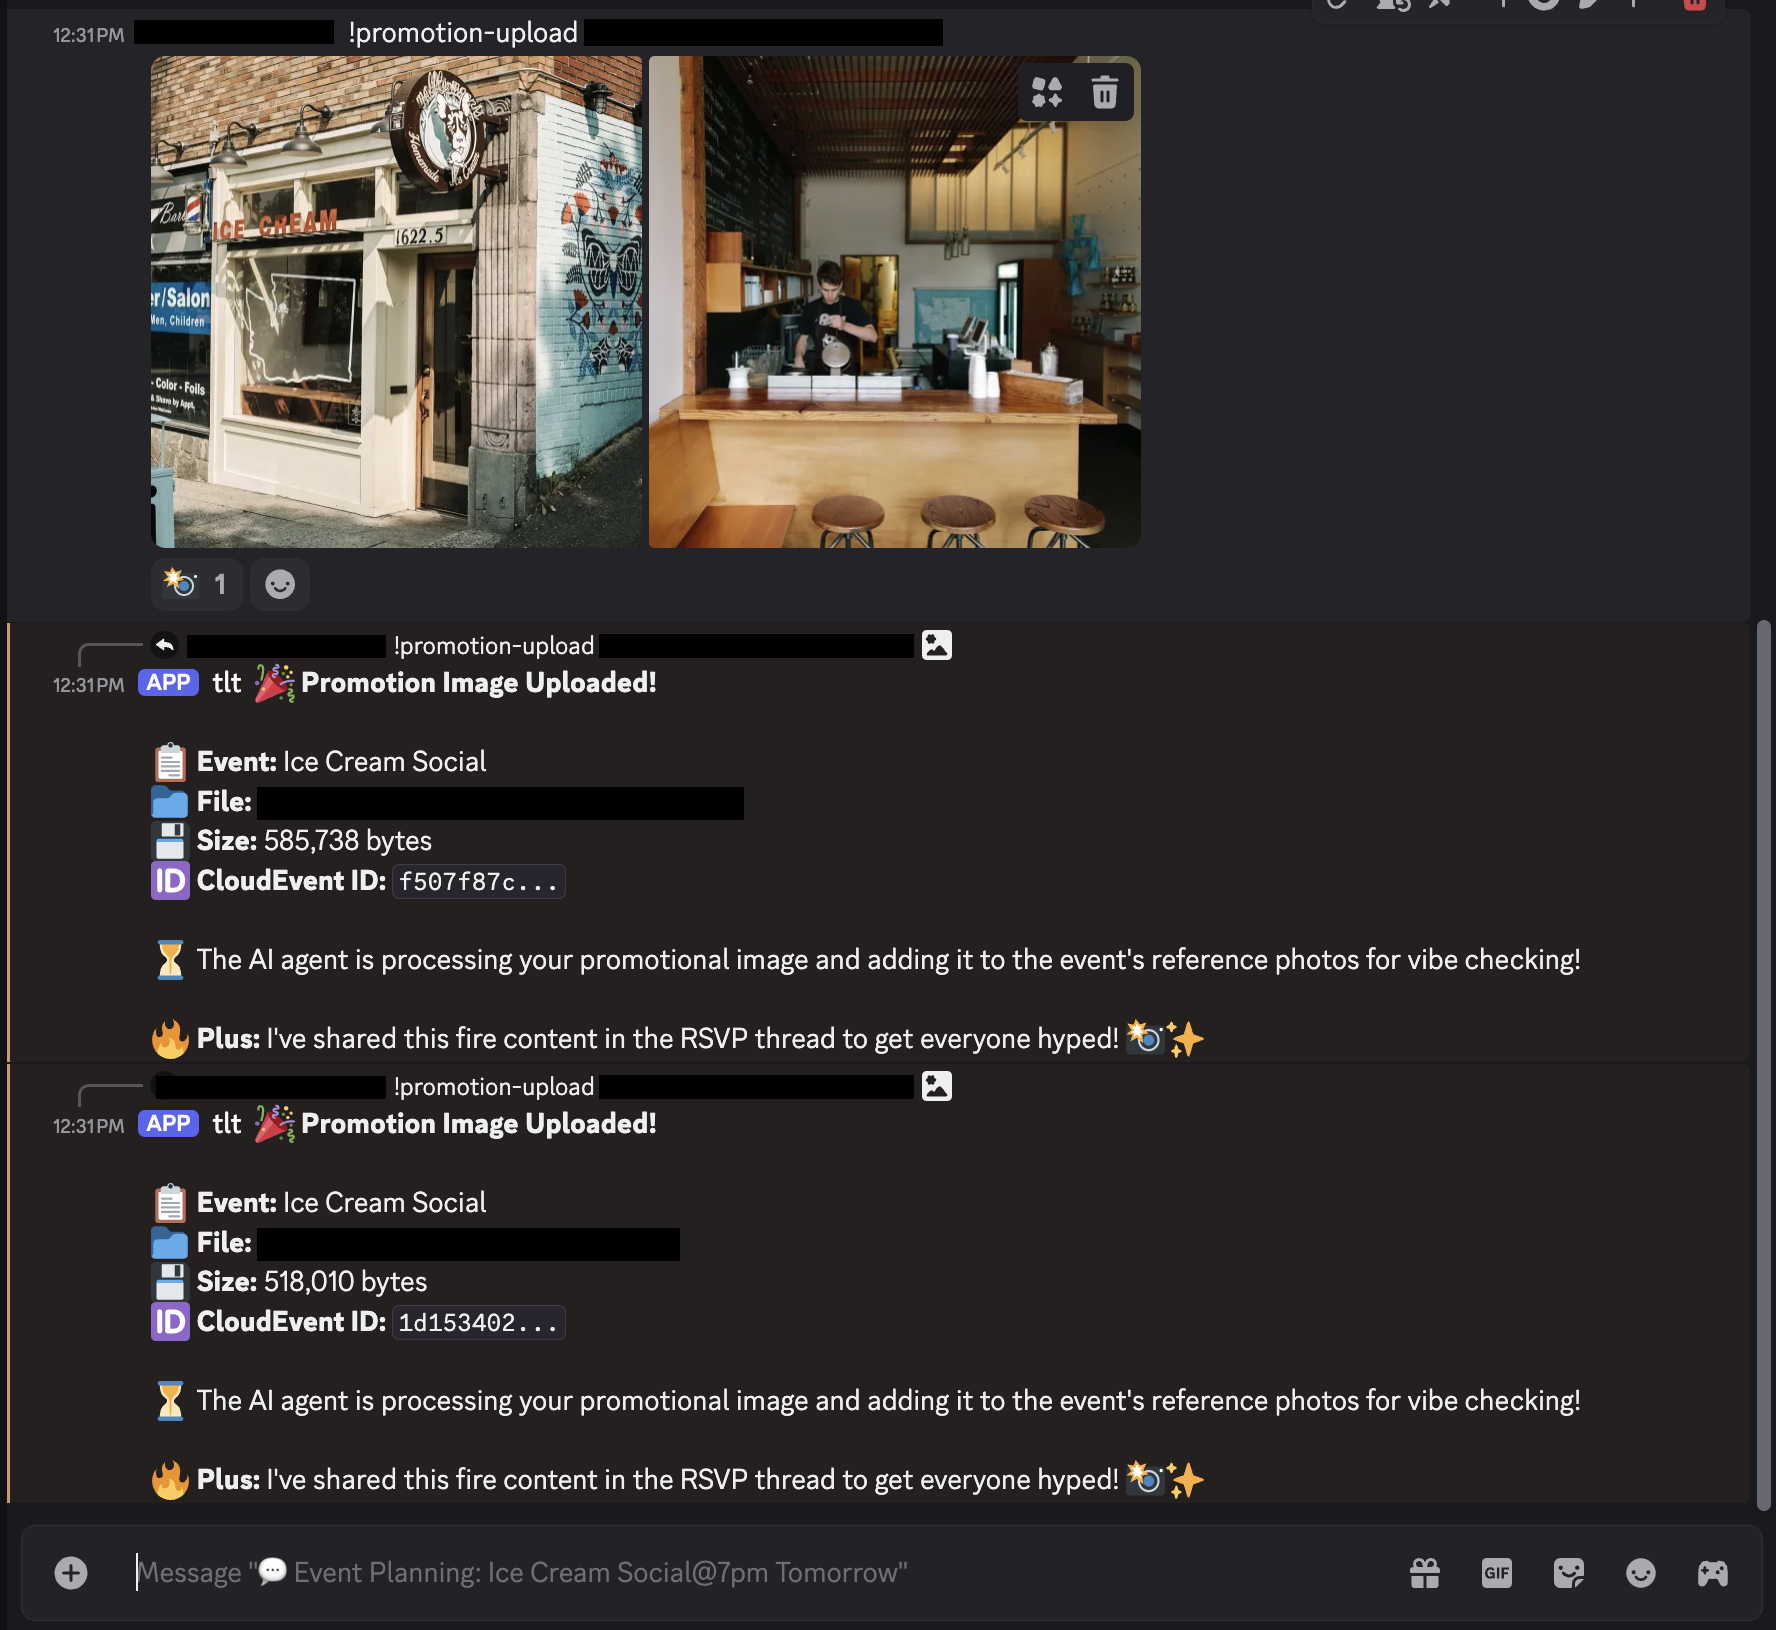 12:31 PM !promotion-upload
Homemade Ice Cream
Bar
ICE CREAM
1622.5
er/Salon
Men, Children
- Color - Foils
& Shave by Appt.
1
!promotion-upload
12:31 PM APP tlt 🎉 Promotion Image Uploaded!
📋 Event: Ice Cream Social
📁 File:
💾 Size: 585,738 bytes
🆔 CloudEvent ID: f507f87c...
⏳ The AI agent is processing your promotional image and adding it to the event's reference photos for vibe checking!
🔥 Plus: I've shared this fire content in the RSVP thread to get everyone hyped! 📸✨
!promotion-upload
12:31 PM APP tlt 🎉 Promotion Image Uploaded!
📋 Event: Ice Cream Social
📁 File:
💾 Size: 518,010 bytes
🆔 CloudEvent ID: 1d153402...
⏳ The AI agent is processing your promotional image and adding it to the event's reference photos for vibe checking!
🔥 Plus: I've shared this fire content in the RSVP thread to get everyone hyped! 📸✨
Message "💬 Event Planning: Ice Cream Social@7pm Tomorrow"
GIF